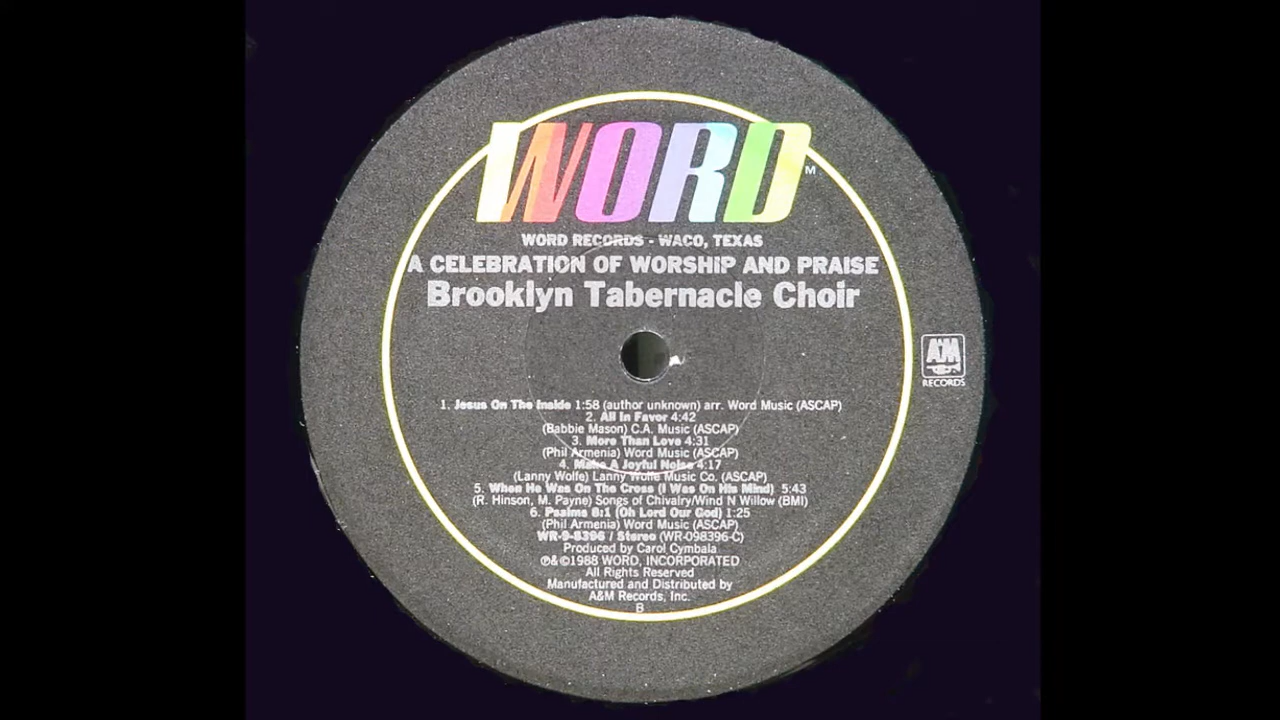 WORD
TM
WORD RECORDS - WACO, TEXAS
A CELEBRATION OF WORSHIP AND PRAISE
Brooklyn Tabernacle Choir
A&M
RECORDS
1. Jesus On The Inside 1:58 (author unknown) arr. Word Music (ASCAP)
2. All In Favor 4:42
(Babbie Mason) C.A. Music (ASCAP)
3. More Than Love 4:31
(Phil Armenia) Word Music (ASCAP)
4. Make A Joyful Noise 4:17
(Lanny Wolfe) Lanny Wolfe Music Co. (ASCAP)
5. When He Was On The Cross (I Was On His Mind) 5:43
(R. Hinson, M. Payne) Songs of Chivalry/Wind N Willow (BMI)
6. Psalms 8:1 (Oh Lord Our God) 1:25
(Phil Armenia) Word Music (ASCAP)
WR-9-8396 / Stereo (WR-098396-C)
Produced by Carol Cymbala
℗&©1988 WORD, INCORPORATED
All Rights Reserved
Manufactured and Distributed by
A&M Records, Inc.
B